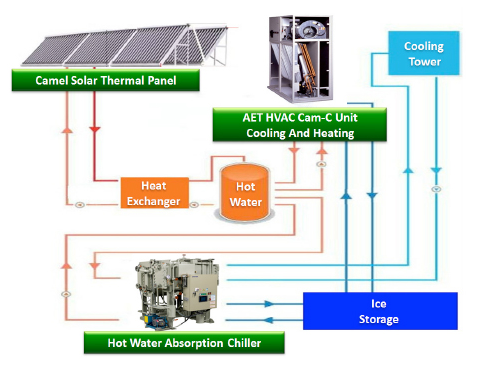 Cooling
Tower
Camel Solar Thermal Panel
AET HVAC Cam-C Unit
Cooling And Heating
Heat
Exchanger
Hot
Water
Ice
Storage
Hot Water Absorption Chiller